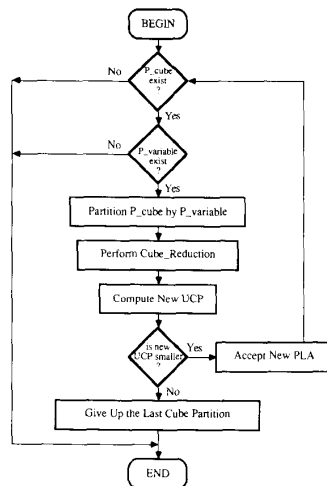 BEGIN
No
P_cube
exist
?
Yes
No
P_variable
exist
?
Yes
Partition P_cube by P_variable
Perform Cube_Reduction
Compute New UCP
is new
UCP smaller
?
Yes
Accept New PLA
No
Give Up the Last Cube Partition
END